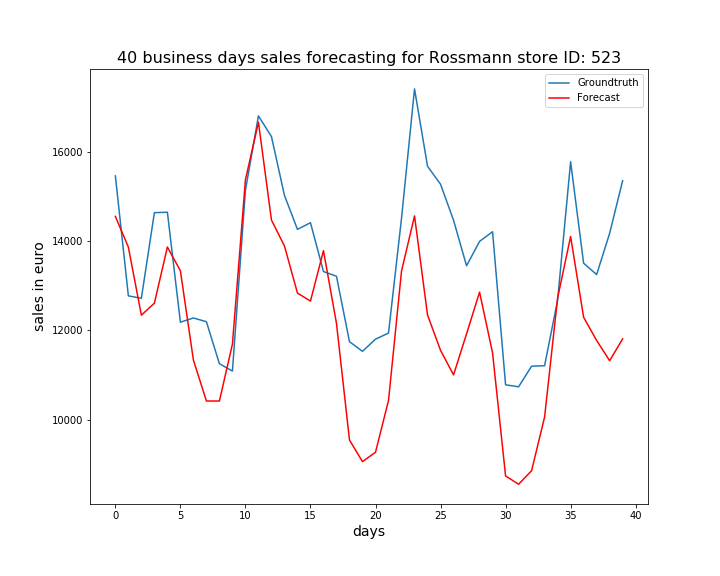 40 business days sales forecasting for Rossmann store ID: 523
Groundtruth
Forecast
16000
14000
12000
10000
sales in euro
0 5 10 15 20 25 30 35 40
days